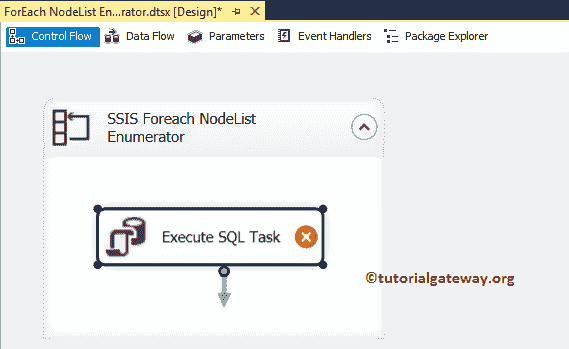 ForEach NodeList En...rator.dtsx [Design]*
Control Flow Data Flow Parameters Event Handlers Package Explorer
SSIS Foreach NodeList
Enumerator
Execute SQL Task
©tutorialgateway.org